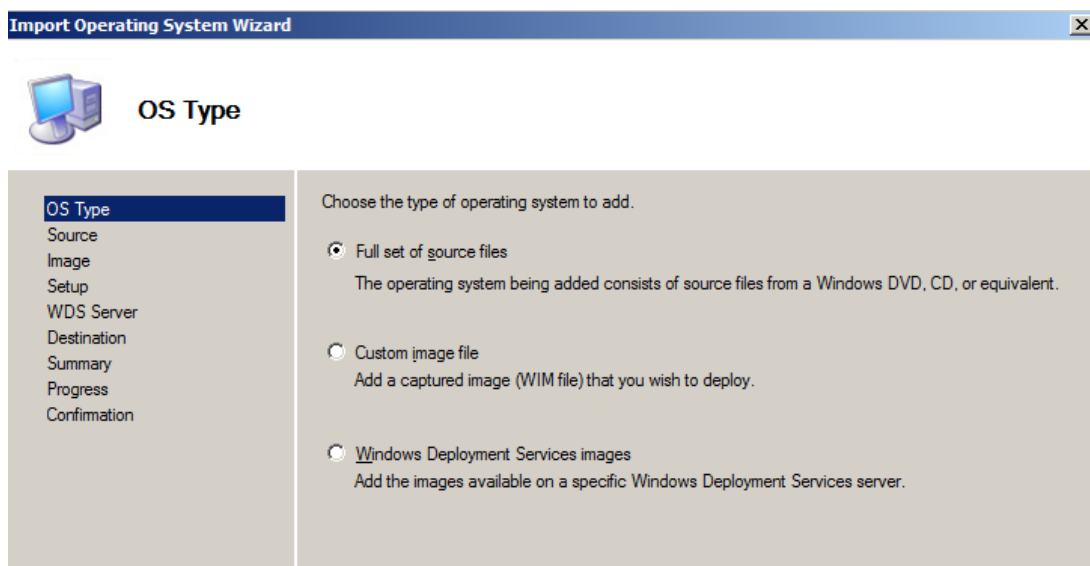 Import Operating System Wizard
OS Type
OS Type
Source
Image
Setup
WDS Server
Destination
Summary
Progress
Confirmation
Choose the type of operating system to add.
Full set of source files
The operating system being added consists of source files from a Windows DVD, CD, or equivalent.
Custom image file
Add a captured image (WIM file) that you wish to deploy.
Windows Deployment Services images
Add the images available on a specific Windows Deployment Services server.